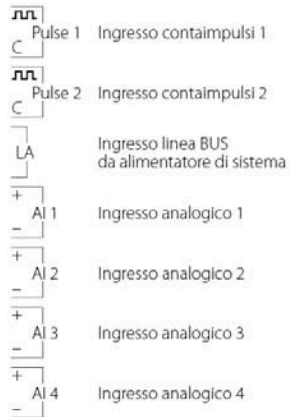 Pulse 1 Ingresso contaimpulsi 1
C
Pulse 2 Ingresso contaimpulsi 2
C
LA Ingresso linea BUS
da alimentatore di sistema
+
AI 1 Ingresso analogico 1
–
+
AI 2 Ingresso analogico 2
–
+
AI 3 Ingresso analogico 3
–
+
AI 4 Ingresso analogico 4
–